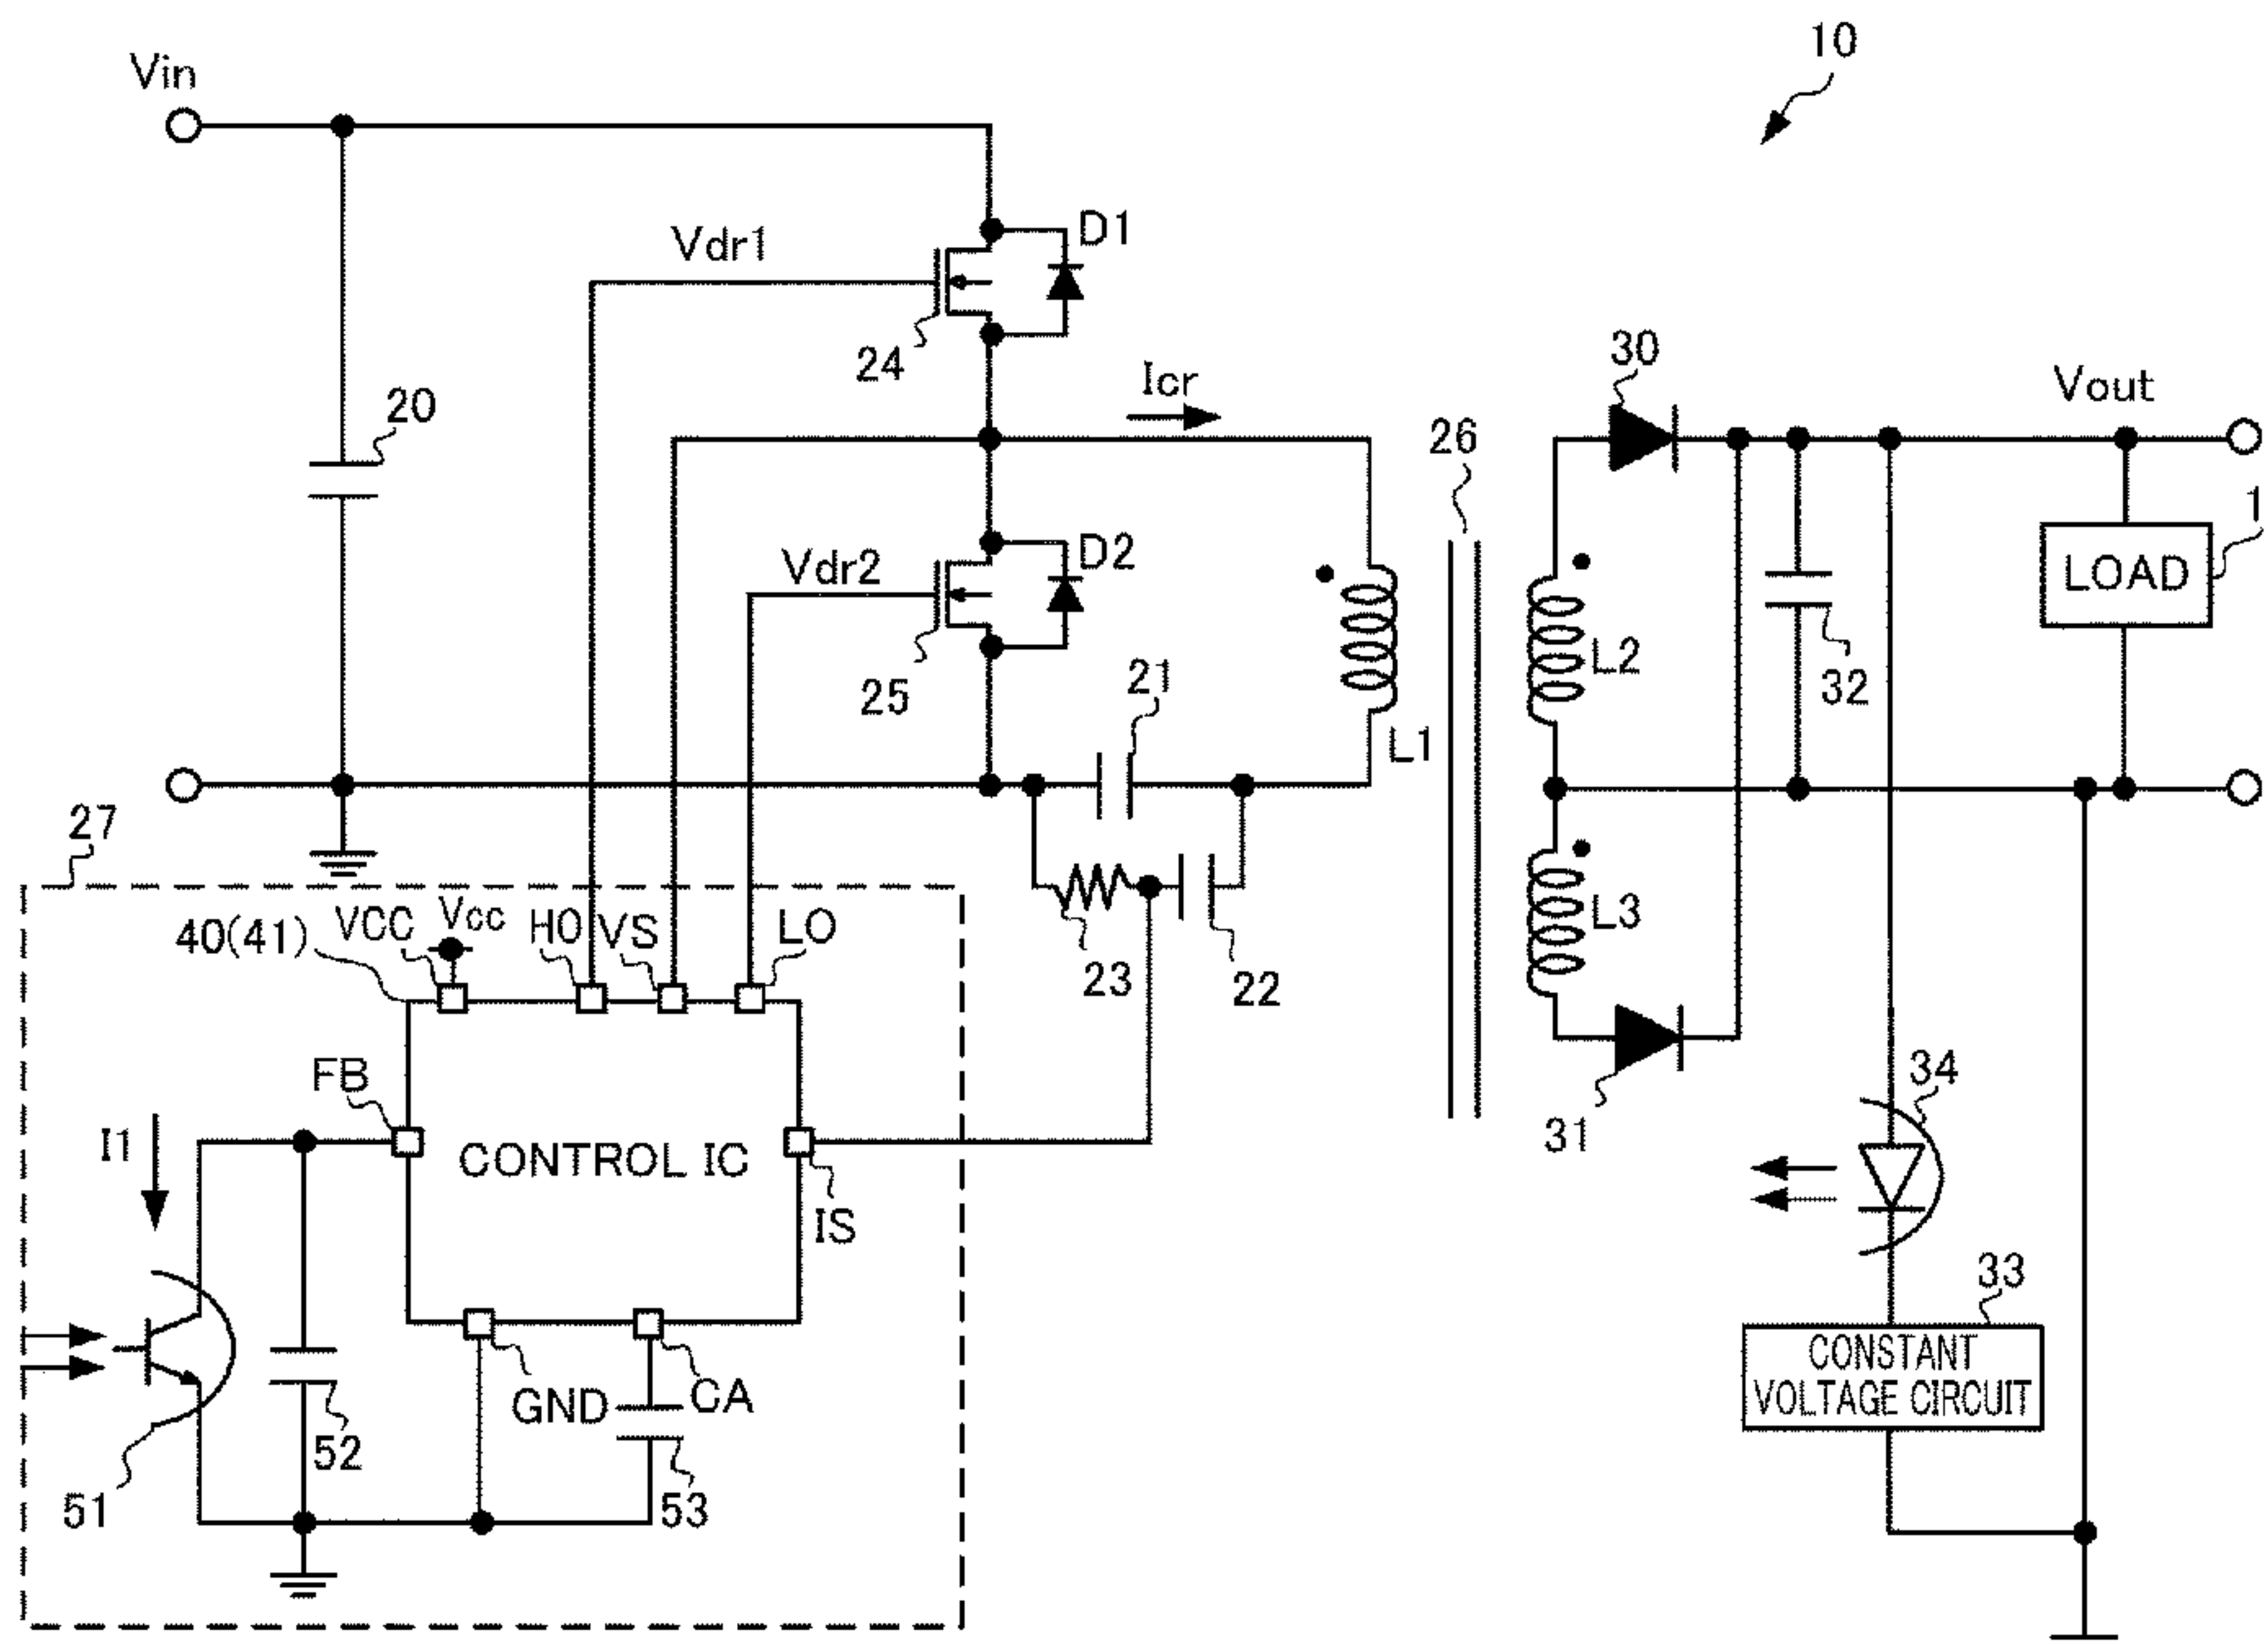 10
Vin
Vdr1
D1
24
Icr
20
30
Vout
26
1
LOAD
Vdr2
D2
25
21
L1
L2
32
27
40(41)
VCC
Vcc
HO
VS
LO
23
22
L3
FB
I1
CONTROL IC
IS
31
34
33
CONSTANT
VOLTAGE CIRCUIT
GND
CA
51
52
53